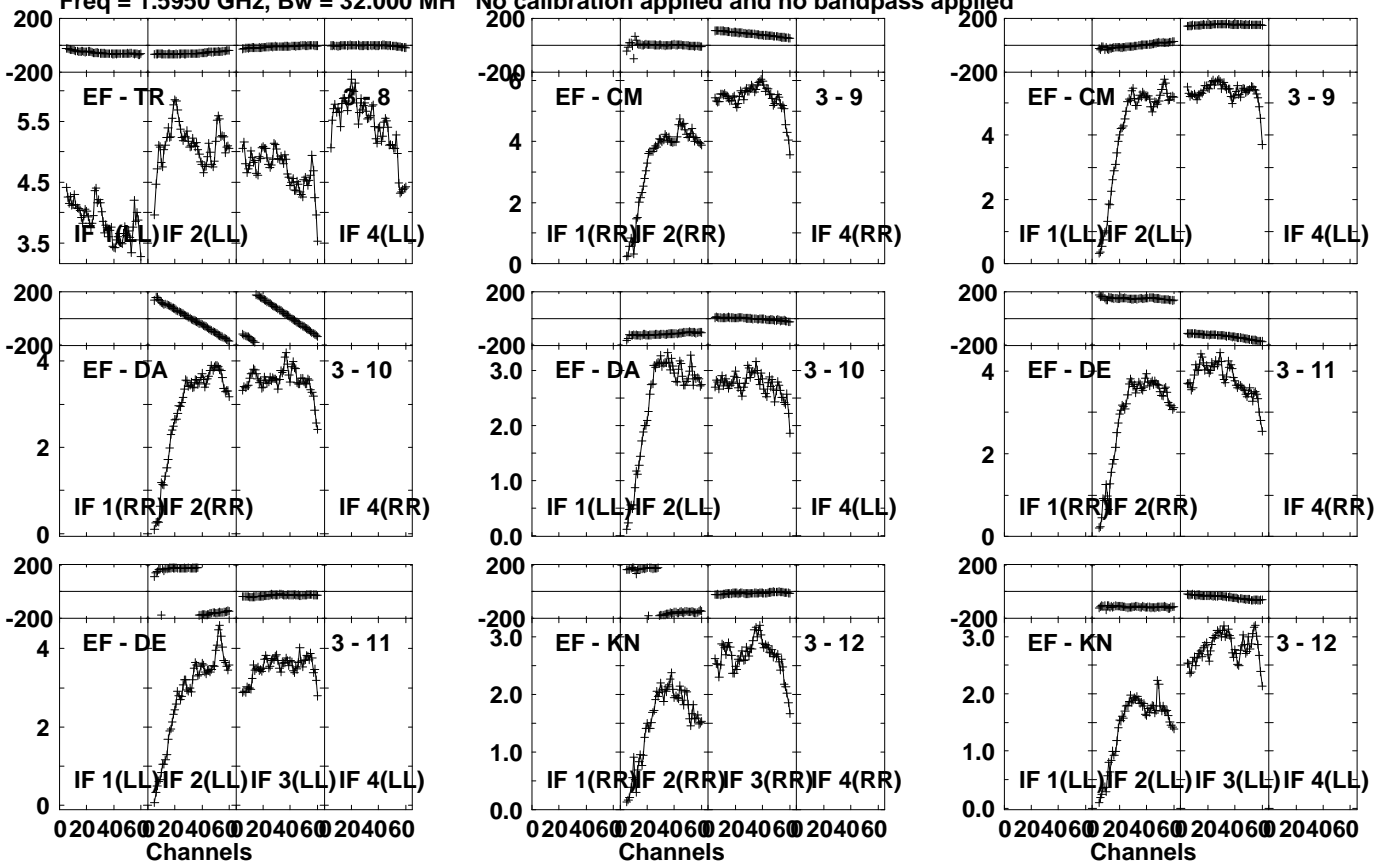 Freq = 1.5950 GHz, Bw = 32.000 MH No calibration applied and no bandpass applied
200 200 200
-200 -200 -200
EF - TR 3 - 8 EF - CM 3 - 9 EF - CM 3 - 9
6
5.5 4 4
4.5 2 2
3.5 0 0
IF 1(LL) IF 2(LL) IF 4(LL) IF 1(RR) IF 2(RR) IF 4(RR) IF 1(LL) IF 2(LL) IF 4(LL)
200 200 200
-200 -200 -200
EF - DA 3 - 10 EF - DA 3 - 10 EF - DE 3 - 11
4 3.0 4
2 2.0 2
1.0
0 0.0 0
IF 1(RR) IF 2(RR) IF 4(RR) IF 1(LL) IF 2(LL) IF 4(LL) IF 1(RR) IF 2(RR) IF 4(RR)
200 200 200
-200 -200 -200
EF - DE 3 - 11 EF - KN 3 - 12 EF - KN 3 - 12
4 3.0 3.0
2 2.0 2.0
1.0 1.0
0 0.0 0.0
IF 1(LL) IF 2(LL) IF 3(LL) IF 4(LL) IF 1(RR) IF 2(RR) IF 3(RR) IF 4(RR) IF 1(LL) IF 2(LL) IF 3(LL) IF 4(LL)
0 20 40 60 0 20 40 60 0 20 40 60 0 20 40 60 0 20 40 60 0 20 40 60 0 20 40 60 0 20 40 60 0 20 40 60 0 20 40 60 0 20 40 60 0 20 40 60
Channels Channels Channels